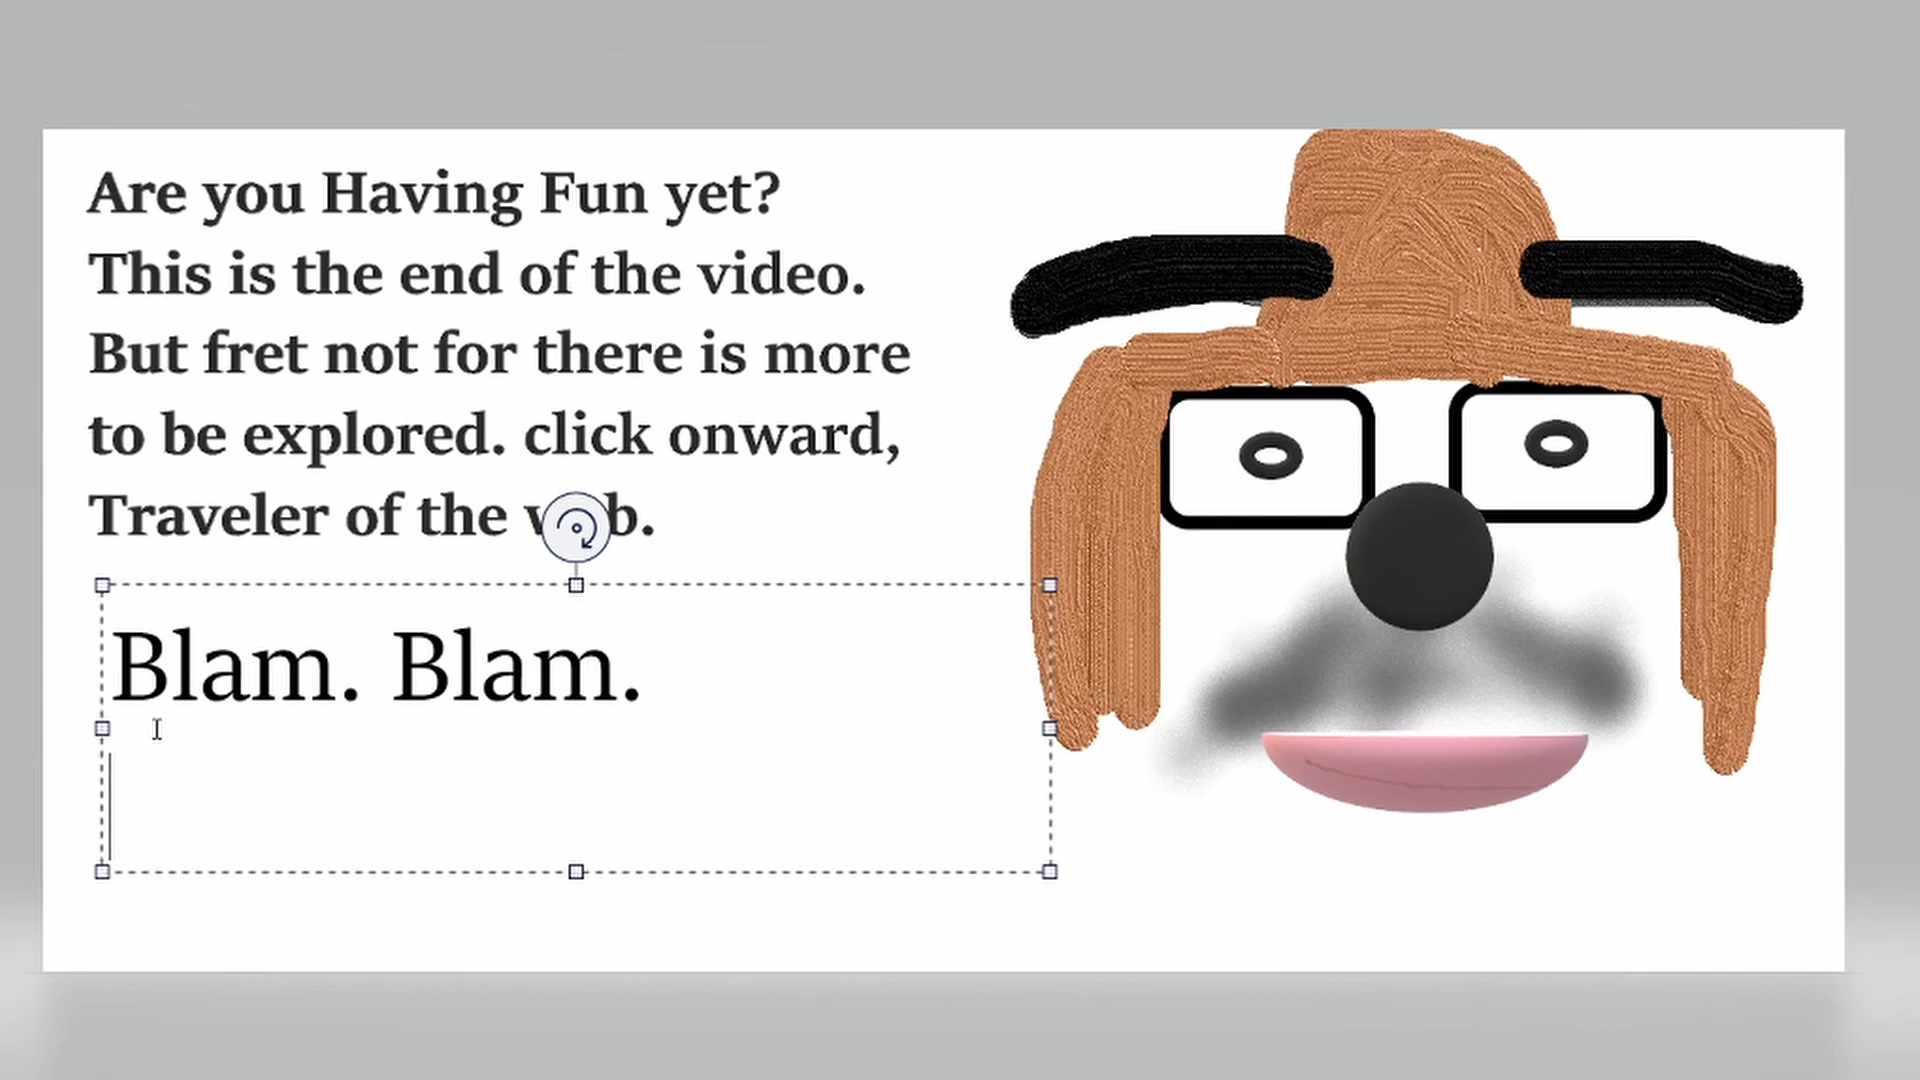 Are you Having Fun yet?
This is the end of the video.
But fret not for there is more
to be explored. click onward,
Traveler of the
Blam. Blam.